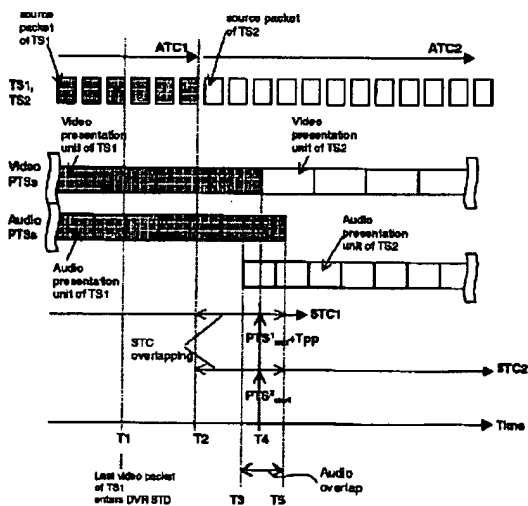 source
packet
of TS1
source packet of
TS2
ATC1
ATC2
TS1,
TS2
Video
presentation
unit of TS1
Video
presentation
unit of TS2
Video
PTSs
Audio
PTSs
Audio
presentation
unit of TS1
Audio
presentation
unit of TS2
STC1
STC
overlapping
+Tpp
STC2
Time
T1
T2
T4
Last video packet
of TS1
enters DVR STD
T3
T5
Audio
overlap